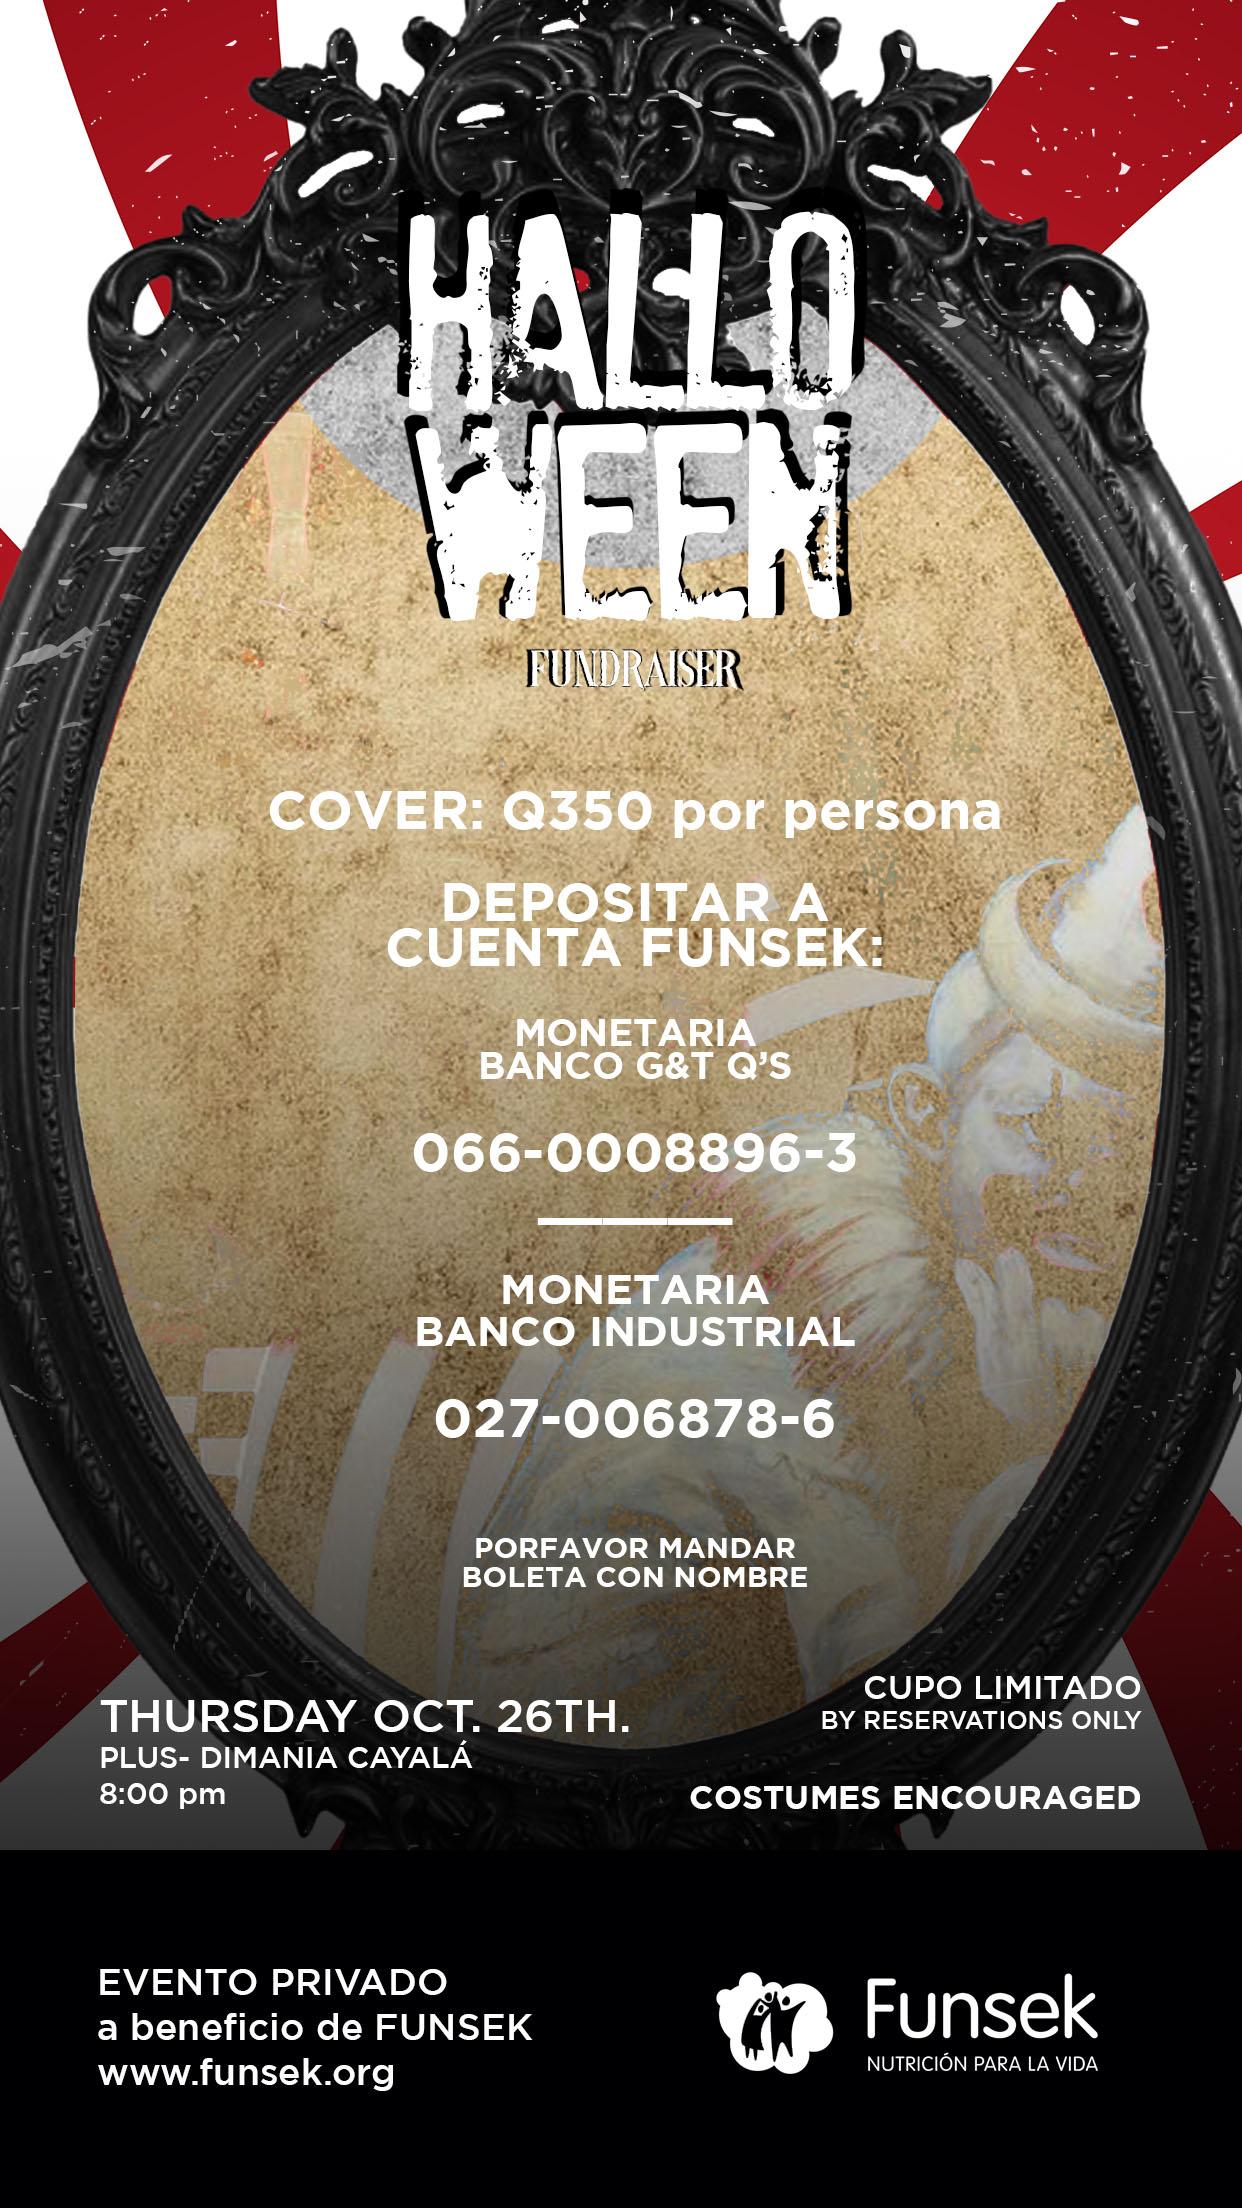 HALLO
WEEN
FUNDRAISER
COVER: Q350 por persona
DEPOSITAR A
CUENTA FUNSEK:
MONETARIA
BANCO G&T Q'S
066-0008896-3
MONETARIA
BANCO INDUSTRIAL
027-006878-6
PORFAVOR MANDAR
BOLETA CON NOMBRE
THURSDAY OCT. 26TH.
PLUS- DIMANIA CAYALÁ
8:00 pm
CUPO LIMITADO
BY RESERVATIONS ONLY
COSTUMES ENCOURAGED
EVENTO PRIVADO
a beneficio de FUNSEK
www.funsek.org
Funsek
NUTRICIÓN PARA LA VIDA